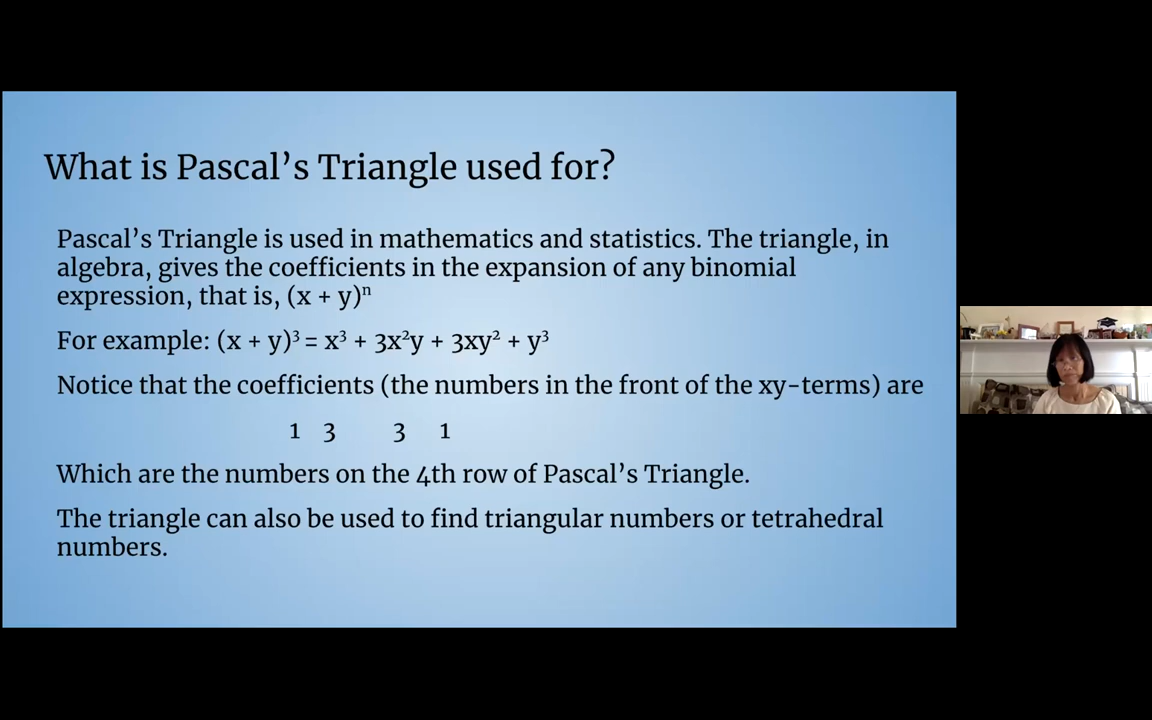 What is Pascal’s Triangle used for?
Pascal’s Triangle is used in mathematics and statistics. The triangle, in
algebra, gives the coefficients in the expansion of any binomial
expression, that is, (x + y)ⁿ
For example: (x + y)³ = x³ + 3x²y + 3xy² + y³
Notice that the coefficients (the numbers in the front of the xy-terms) are
1 3 3 1
Which are the numbers on the 4th row of Pascal’s Triangle.
The triangle can also be used to find triangular numbers or tetrahedral
numbers.